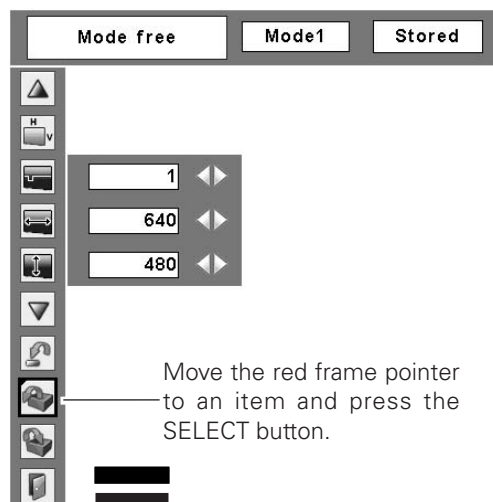 Mode free Mode1 Stored
H
V
1
640
480
Move the red frame pointer
to an item and press the
SELECT button.